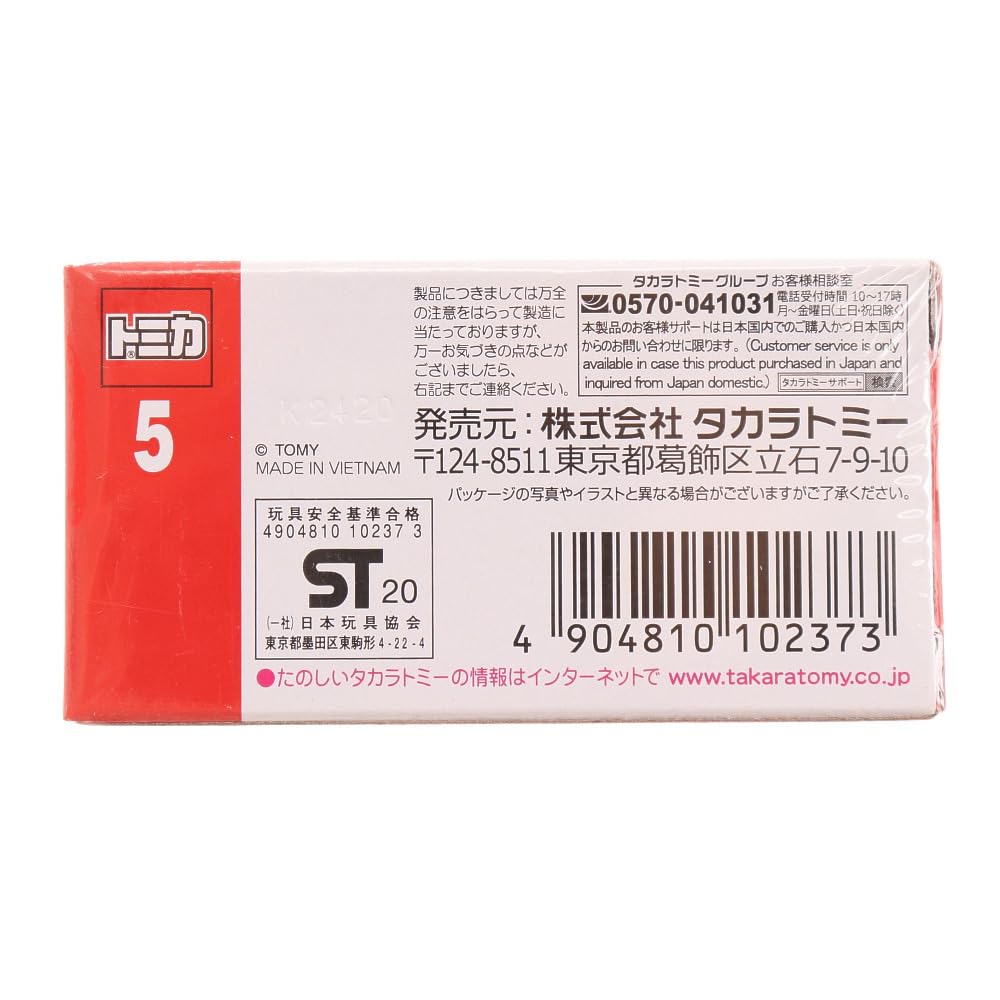 トミカ®
5
製品につきましては万全
の注意をはらって製造に
当たっておりますが、
万一お気づきの点などが
ございましたら、
右記までご連絡ください。
タカラトミーグループ お客様相談室
0570-041031 電話受付時間 10〜17時
月〜金曜日(土・日・祝日除く)
本製品のお客様サポートは日本国内でのご購入かつ日本国内
からのお問い合わせに限ります。(Customer service is only
available in case this product purchased in Japan and
inquired from Japan domestic.) タカラトミーサポート 検索
K2420
© TOMY
MADE IN VIETNAM
発売元:株式会社 タカラトミー
〒124-8511東京都葛飾区立石7-9-10
パッケージの写真やイラストと異なる場合がございますがご了承ください。
玩具安全基準合格
4904810 10237 3
ST 20
(一社)日本玩具協会
東京都墨田区東駒形4-22-4
4 904810 102373
●たのしいタカラトミーの情報はインターネットで www.takaratomy.co.jp